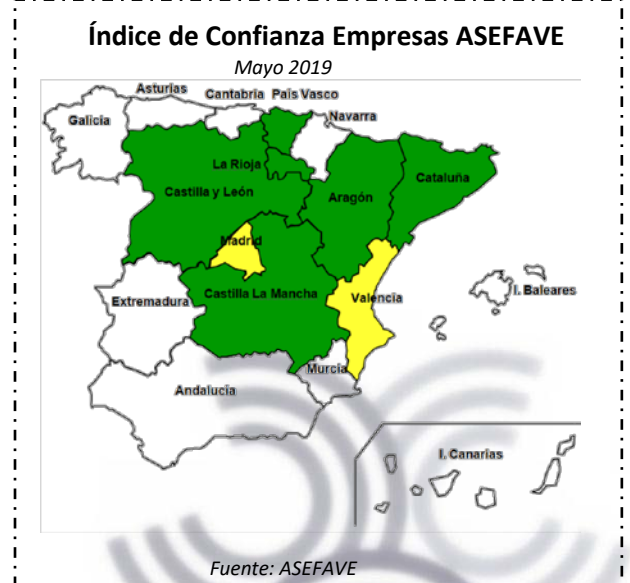 Índice de Confianza Empresas ASEFAVE
Mayo 2019
Asturias Cantabria País Vasco
Galicia Navarra
La Rioja
Castilla y León Aragón Cataluña
Madrid
Extremadura Castilla La Mancha Valencia I. Baleares
Murcia
Andalucía
I. Canarias
Fuente: ASEFAVE